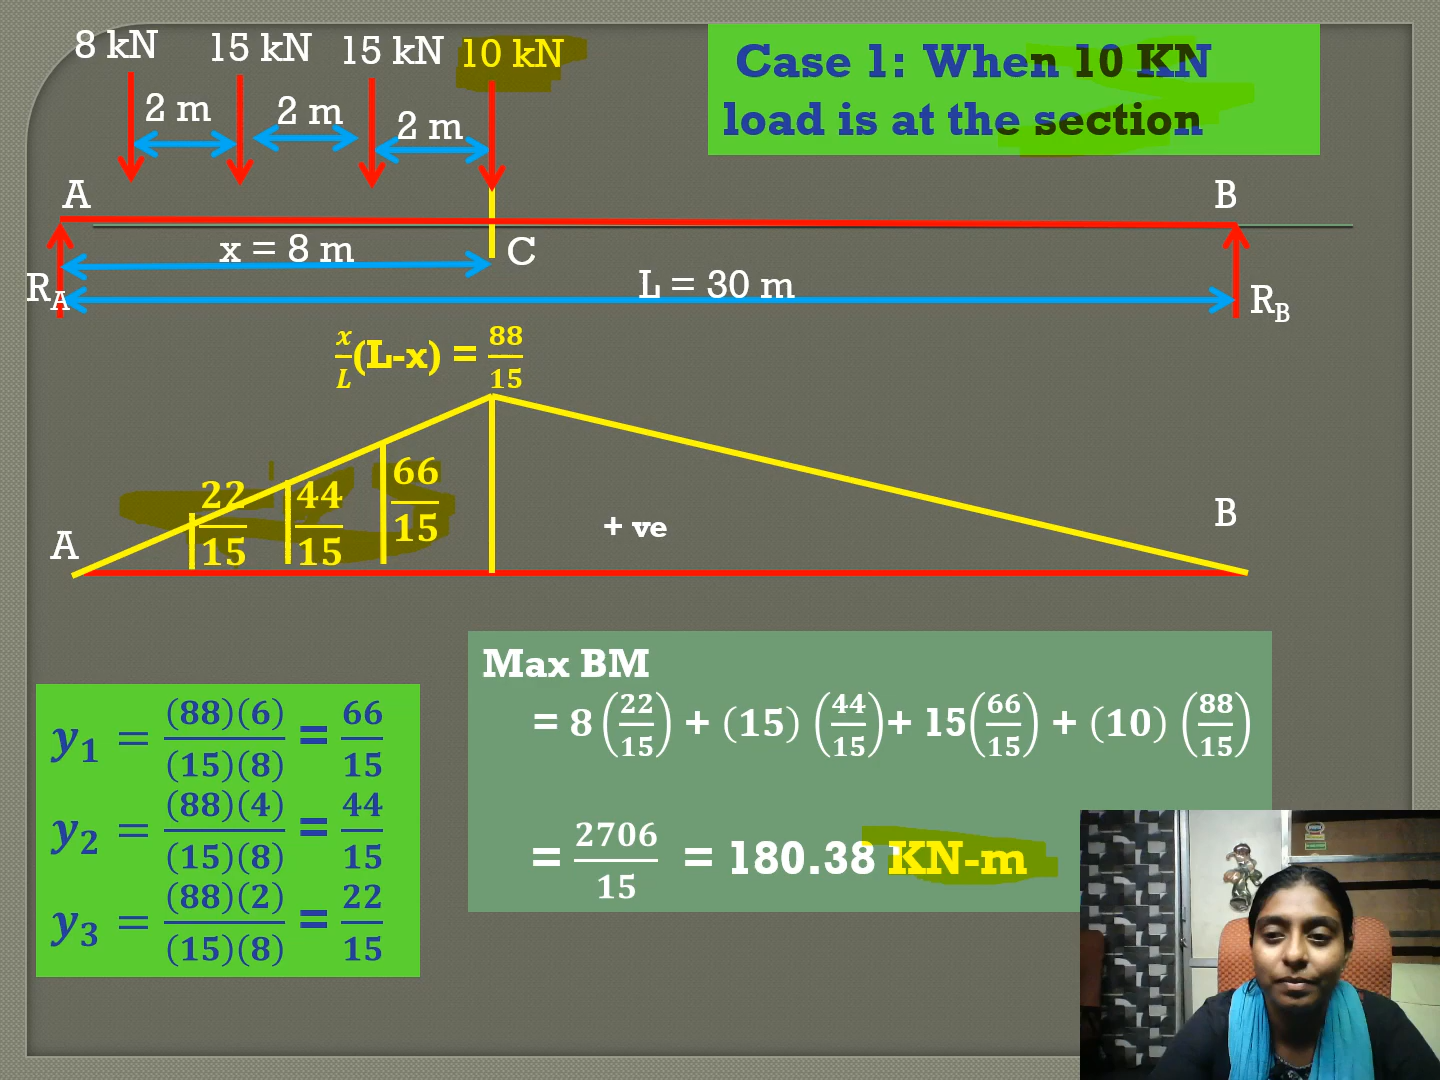 8 kN 15 kN 15 kN 10 kN
Case 1: When 10 KN
load is at the section
2 m 2 m 2 m
A B
x = 8 m C
R_A L = 30 m R_B
x/L(L-x) = 88/15
22/15 44/15 66/15
A + ve B
y₁ = (88)(6)/(15)(8) = 66/15
y₂ = (88)(4)/(15)(8) = 44/15
y₃ = (88)(2)/(15)(8) = 22/15
Max BM
= 8 (22/15) + (15) (44/15)+ 15(66/15) + (10) (88/15)
= 2706/15 = 180.38 KN-m